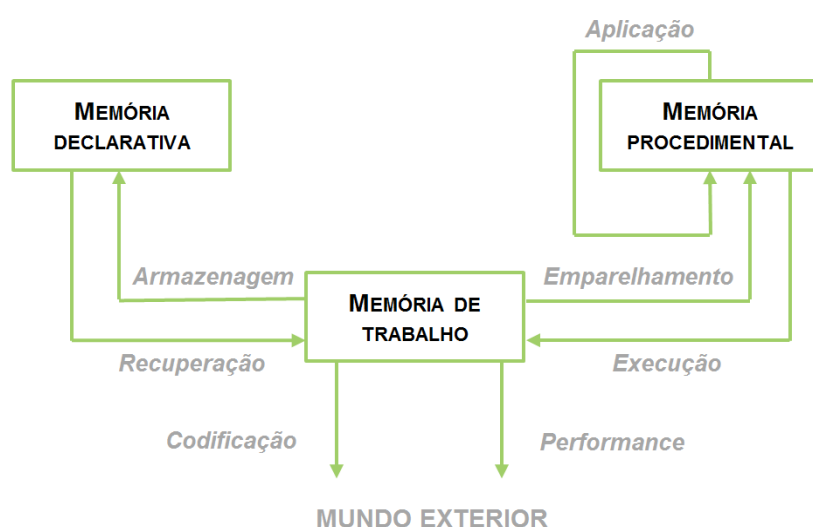 Aplicação
MEMÓRIA
DECLARATIVA
MEMÓRIA
PROCEDIMENTAL
Armazenagem
Emparelhamento
MEMÓRIA DE
TRABALHO
Recuperação
Execução
Codificação
Performance
MUNDO EXTERIOR